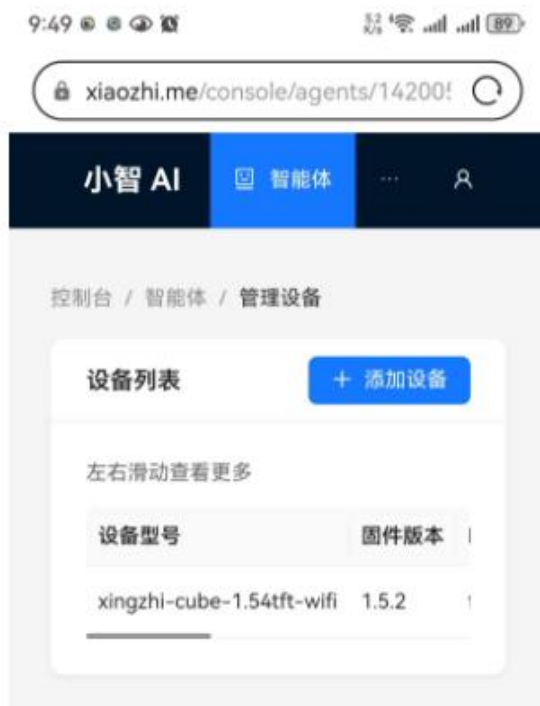 9:49 5.2 K/s 89
xiaozhi.me/console/agents/14200
小智 AI 智能体 ···
控制台 / 智能体 / 管理设备
设备列表 + 添加设备
左右滑动查看更多
设备型号 固件版本
xingzhi-cube-1.54tft-wifi 1.5.2